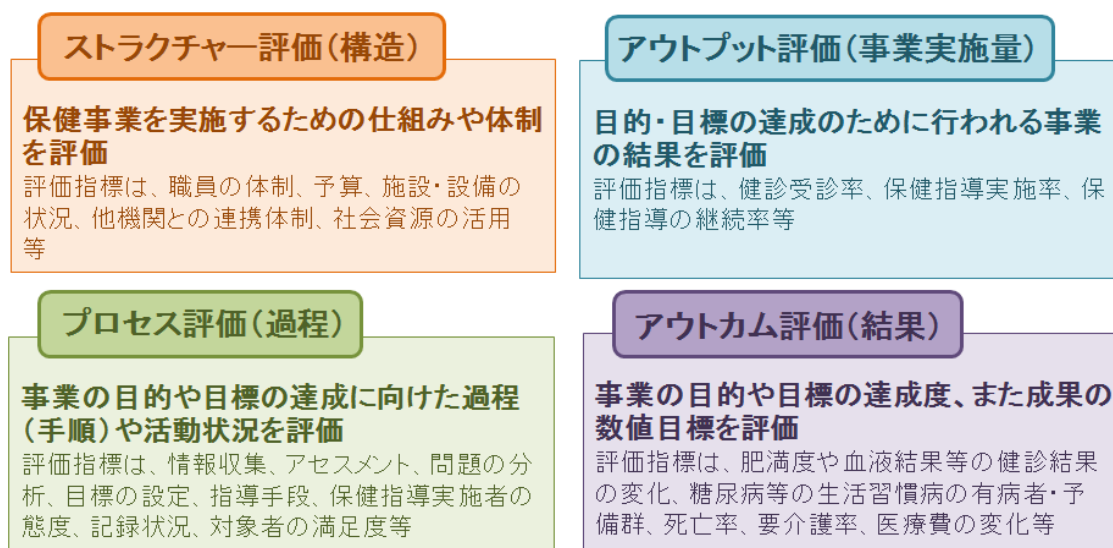 ストラクチャー評価(構造)
保健事業を実施するための仕組みや体制
を評価
評価指標は、職員の体制、予算、施設・設備の
状況、他機関との連携体制、社会資源の活用
等
アウトプット評価(事業実施量)
目的・目標の達成のために行われる事業
の結果を評価
評価指標は、健診受診率、保健指導実施率、保
健指導の継続率等
プロセス評価(過程)
事業の目的や目標の達成に向けた過程
(手順)や活動状況を評価
評価指標は、情報収集、アセスメント、問題の分
析、目標の設定、指導手段、保健指導実施者の
態度、記録状況、対象者の満足度等
アウトカム評価(結果)
事業の目的や目標の達成度、また成果の
数値目標を評価
評価指標は、肥満度や血液結果等の健診結果
の変化、糖尿病等の生活習慣病の有病者・予
備群、死亡率、要介護率、医療費の変化等